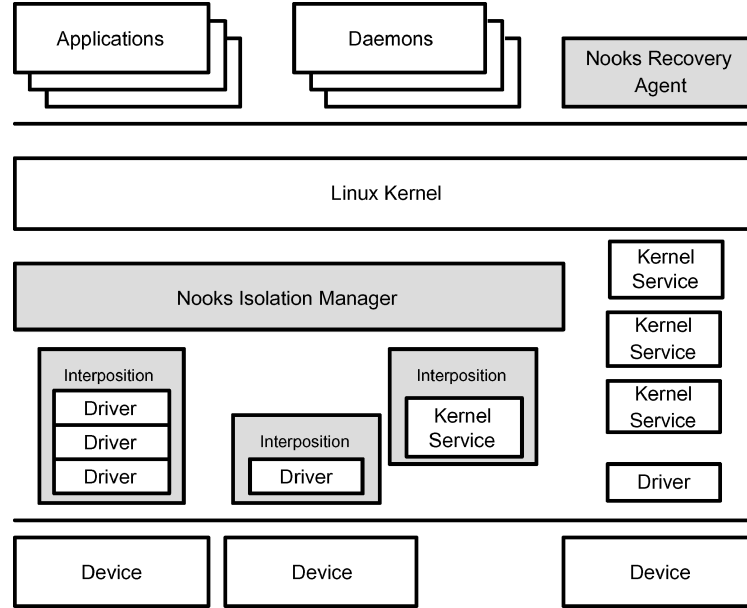 Applications
Daemons
Nooks Recovery
Agent
Linux Kernel
Kernel
Service
Nooks Isolation Manager
Kernel
Service
Interposition
Driver
Driver
Driver
Interposition
Driver
Interposition
Kernel
Service
Kernel
Service
Driver
Device
Device
Device